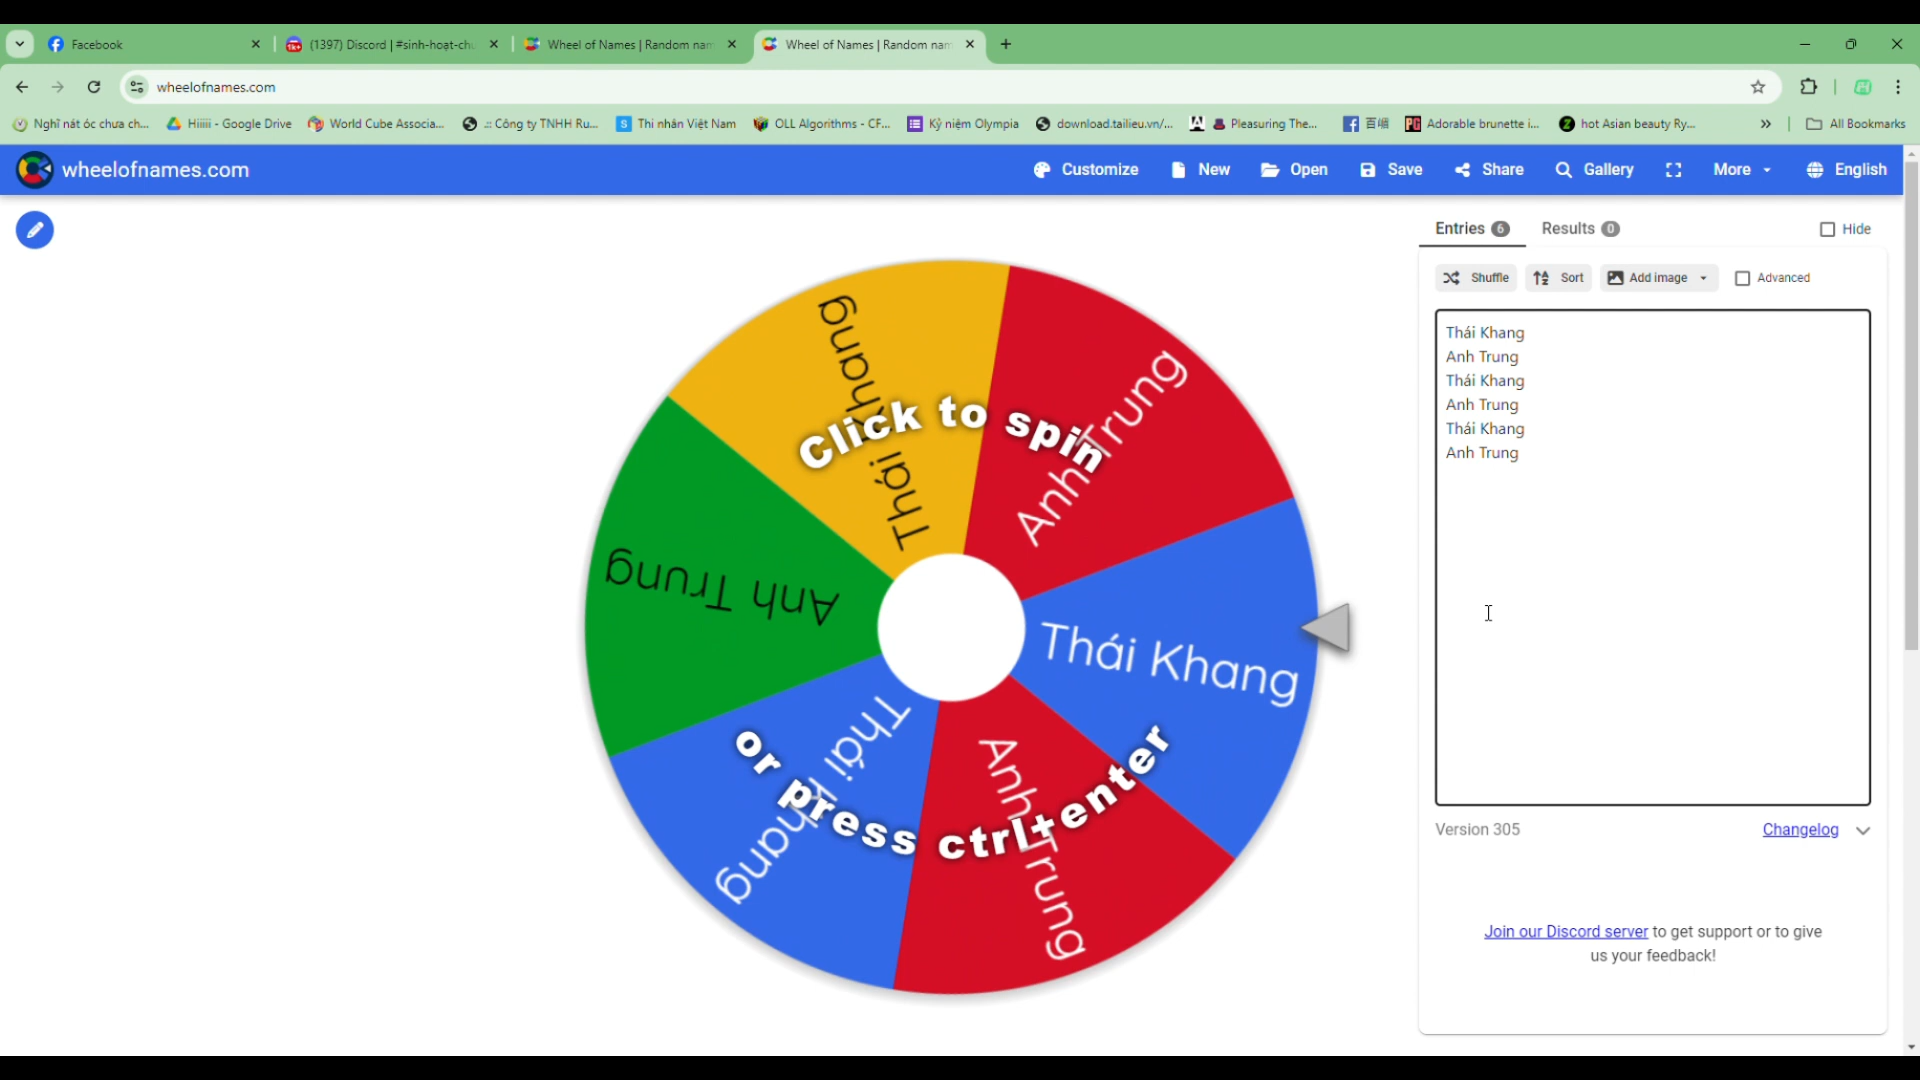 Facebook
(1397) Discord | #sinh-hoạt-chu
Wheel of Names | Random nam
Wheel of Names | Random nam
wheelofnames.com
Nghĩ nát óc chưa ch...
Hiiiii - Google Drive
World Cube Associa...
.:: Công ty TNHH Ru...
Thi nhân Việt Nam
OLL Algorithms - CF...
Kỷ niệm Olympia
download.tailieu.vn/...
Pleasuring The...
Adorable brunette i...
hot Asian beauty Ry...
»
All Bookmarks
wheelofnames.com
Customize
New
Open
Save
Share
Gallery
More
English
Entries 6
Results 0
Hide
Shuffle
Sort
Add image
Advanced
Thái Khang
Anh Trung
Thái Khang
Anh Trung
Thái Khang
Anh Trung
Thái Khang
Anh Trung
Thái Khang
Anh Trung
Thái Khang
Anh Trung
Click to spin
or press ctrl+enter
Version 305
Changelog
Join our Discord server to get support or to give
us your feedback!